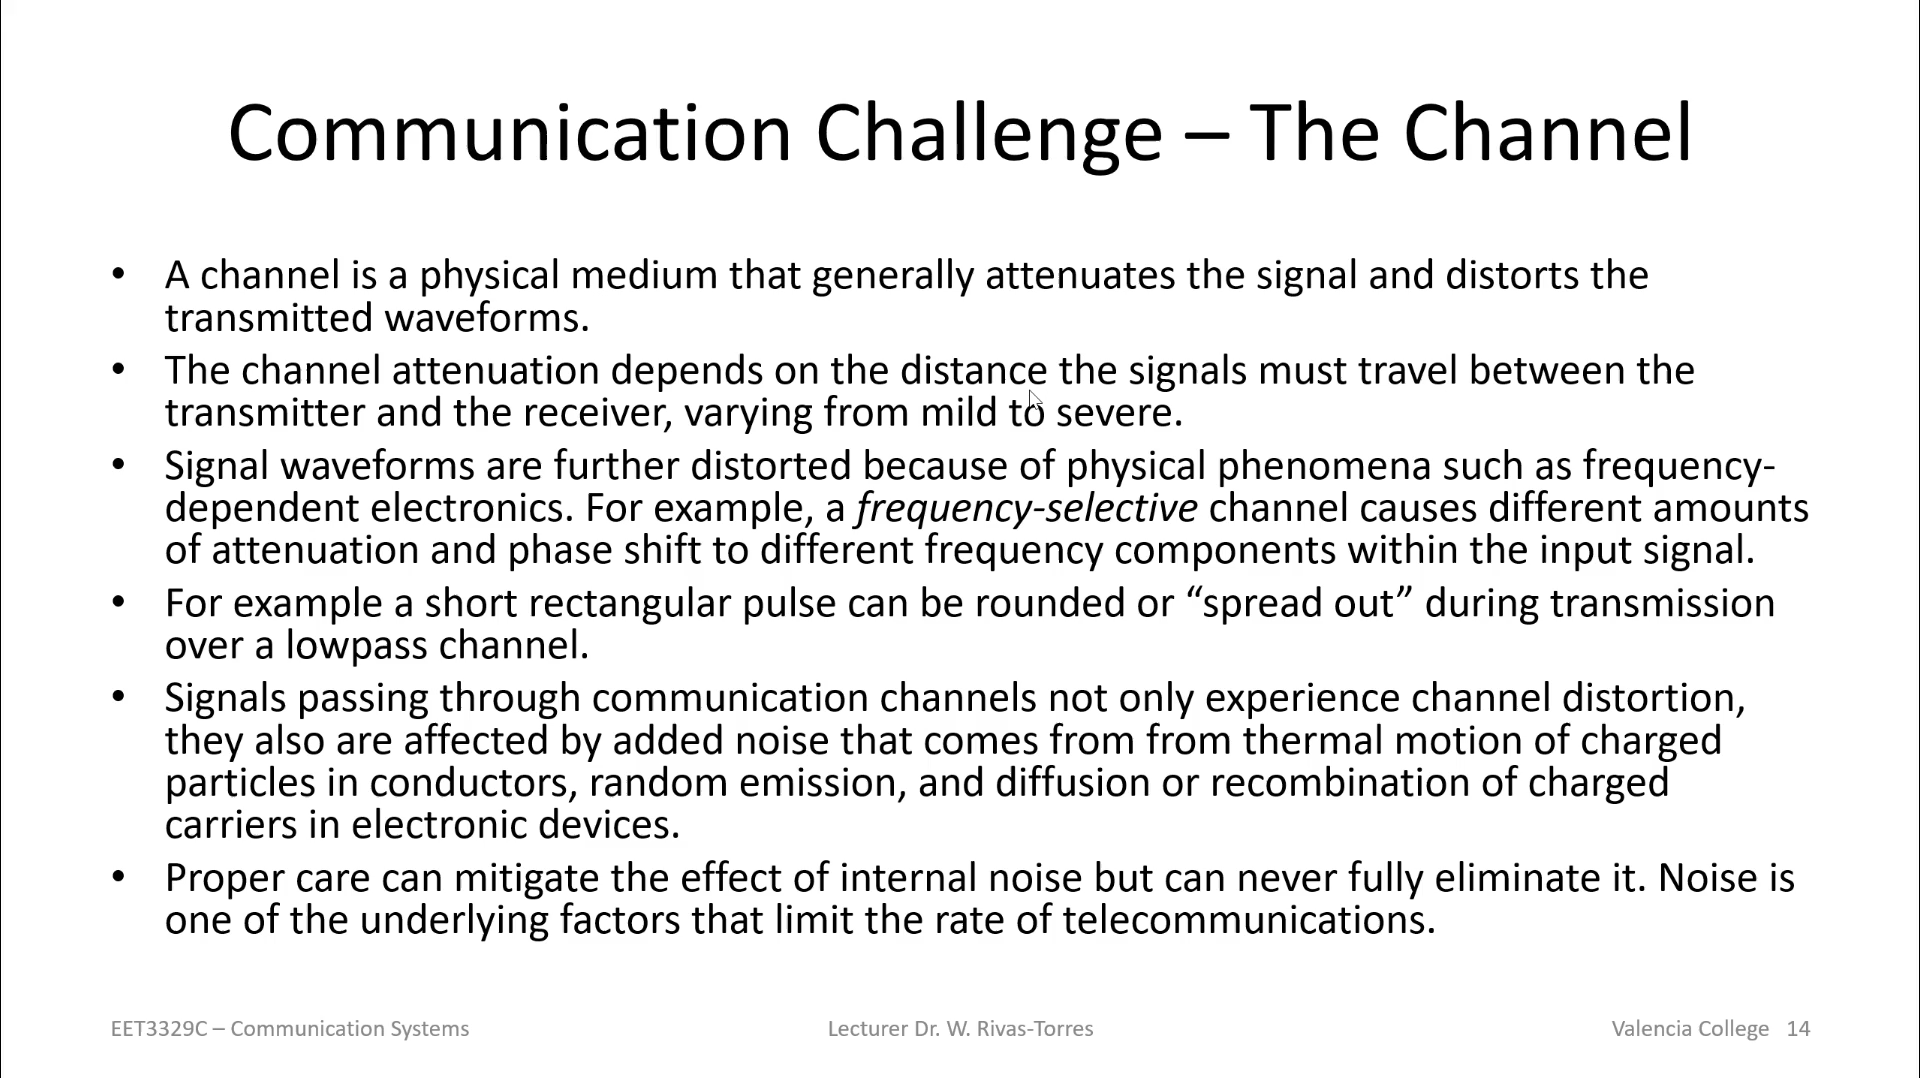 Communication Challenge – The Channel
• A channel is a physical medium that generally attenuates the signal and distorts the
transmitted waveforms.
• The channel attenuation depends on the distance the signals must travel between the
transmitter and the receiver, varying from mild to severe.
• Signal waveforms are further distorted because of physical phenomena such as frequency-
dependent electronics. For example, a frequency-selective channel causes different amounts
of attenuation and phase shift to different frequency components within the input signal.
• For example a short rectangular pulse can be rounded or “spread out” during transmission
over a lowpass channel.
• Signals passing through communication channels not only experience channel distortion,
they also are affected by added noise that comes from from thermal motion of charged
particles in conductors, random emission, and diffusion or recombination of charged
carriers in electronic devices.
• Proper care can mitigate the effect of internal noise but can never fully eliminate it. Noise is
one of the underlying factors that limit the rate of telecommunications.
EET3329C – Communication Systems
Lecturer Dr. W. Rivas-Torres
Valencia College 14